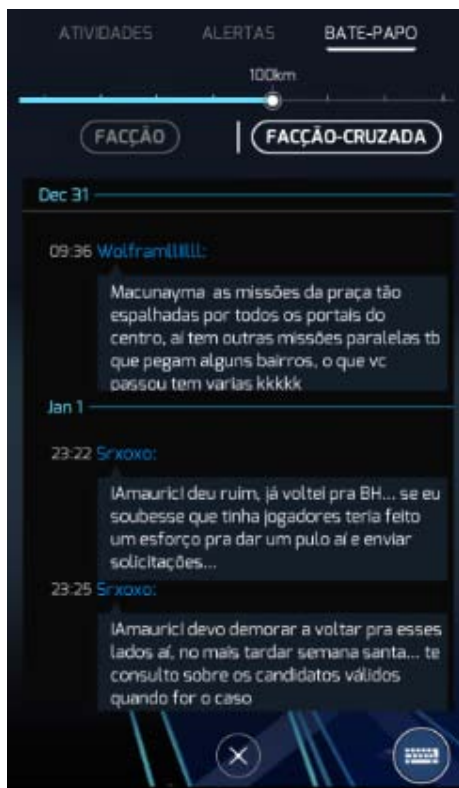 ATIVIDADES ALERTAS BATE-PAPO
100km
FACÇÃO FACÇÃO-CRUZADA
Dec 31
09:36 WolframllIlll:
Macunayma as missões da praça tão
espalhadas por todos os portais do
centro, aí tem outras missões paralelas tb
que pegam alguns bairros, o que vc
passou tem varias kkkkk
Jan 1
23:22 Srxoxo:
IAmauricI deu ruim, já voltei pra BH... se eu
soubesse que tinha jogadores teria feito
um esforço pra dar um pulo aí e enviar
solicitações...
23:25 Srxoxo:
IAmauricI devo demorar a voltar pra esses
lados aí, no mais tardar semana santa... te
consulto sobre os candidatos válidos
quando for o caso